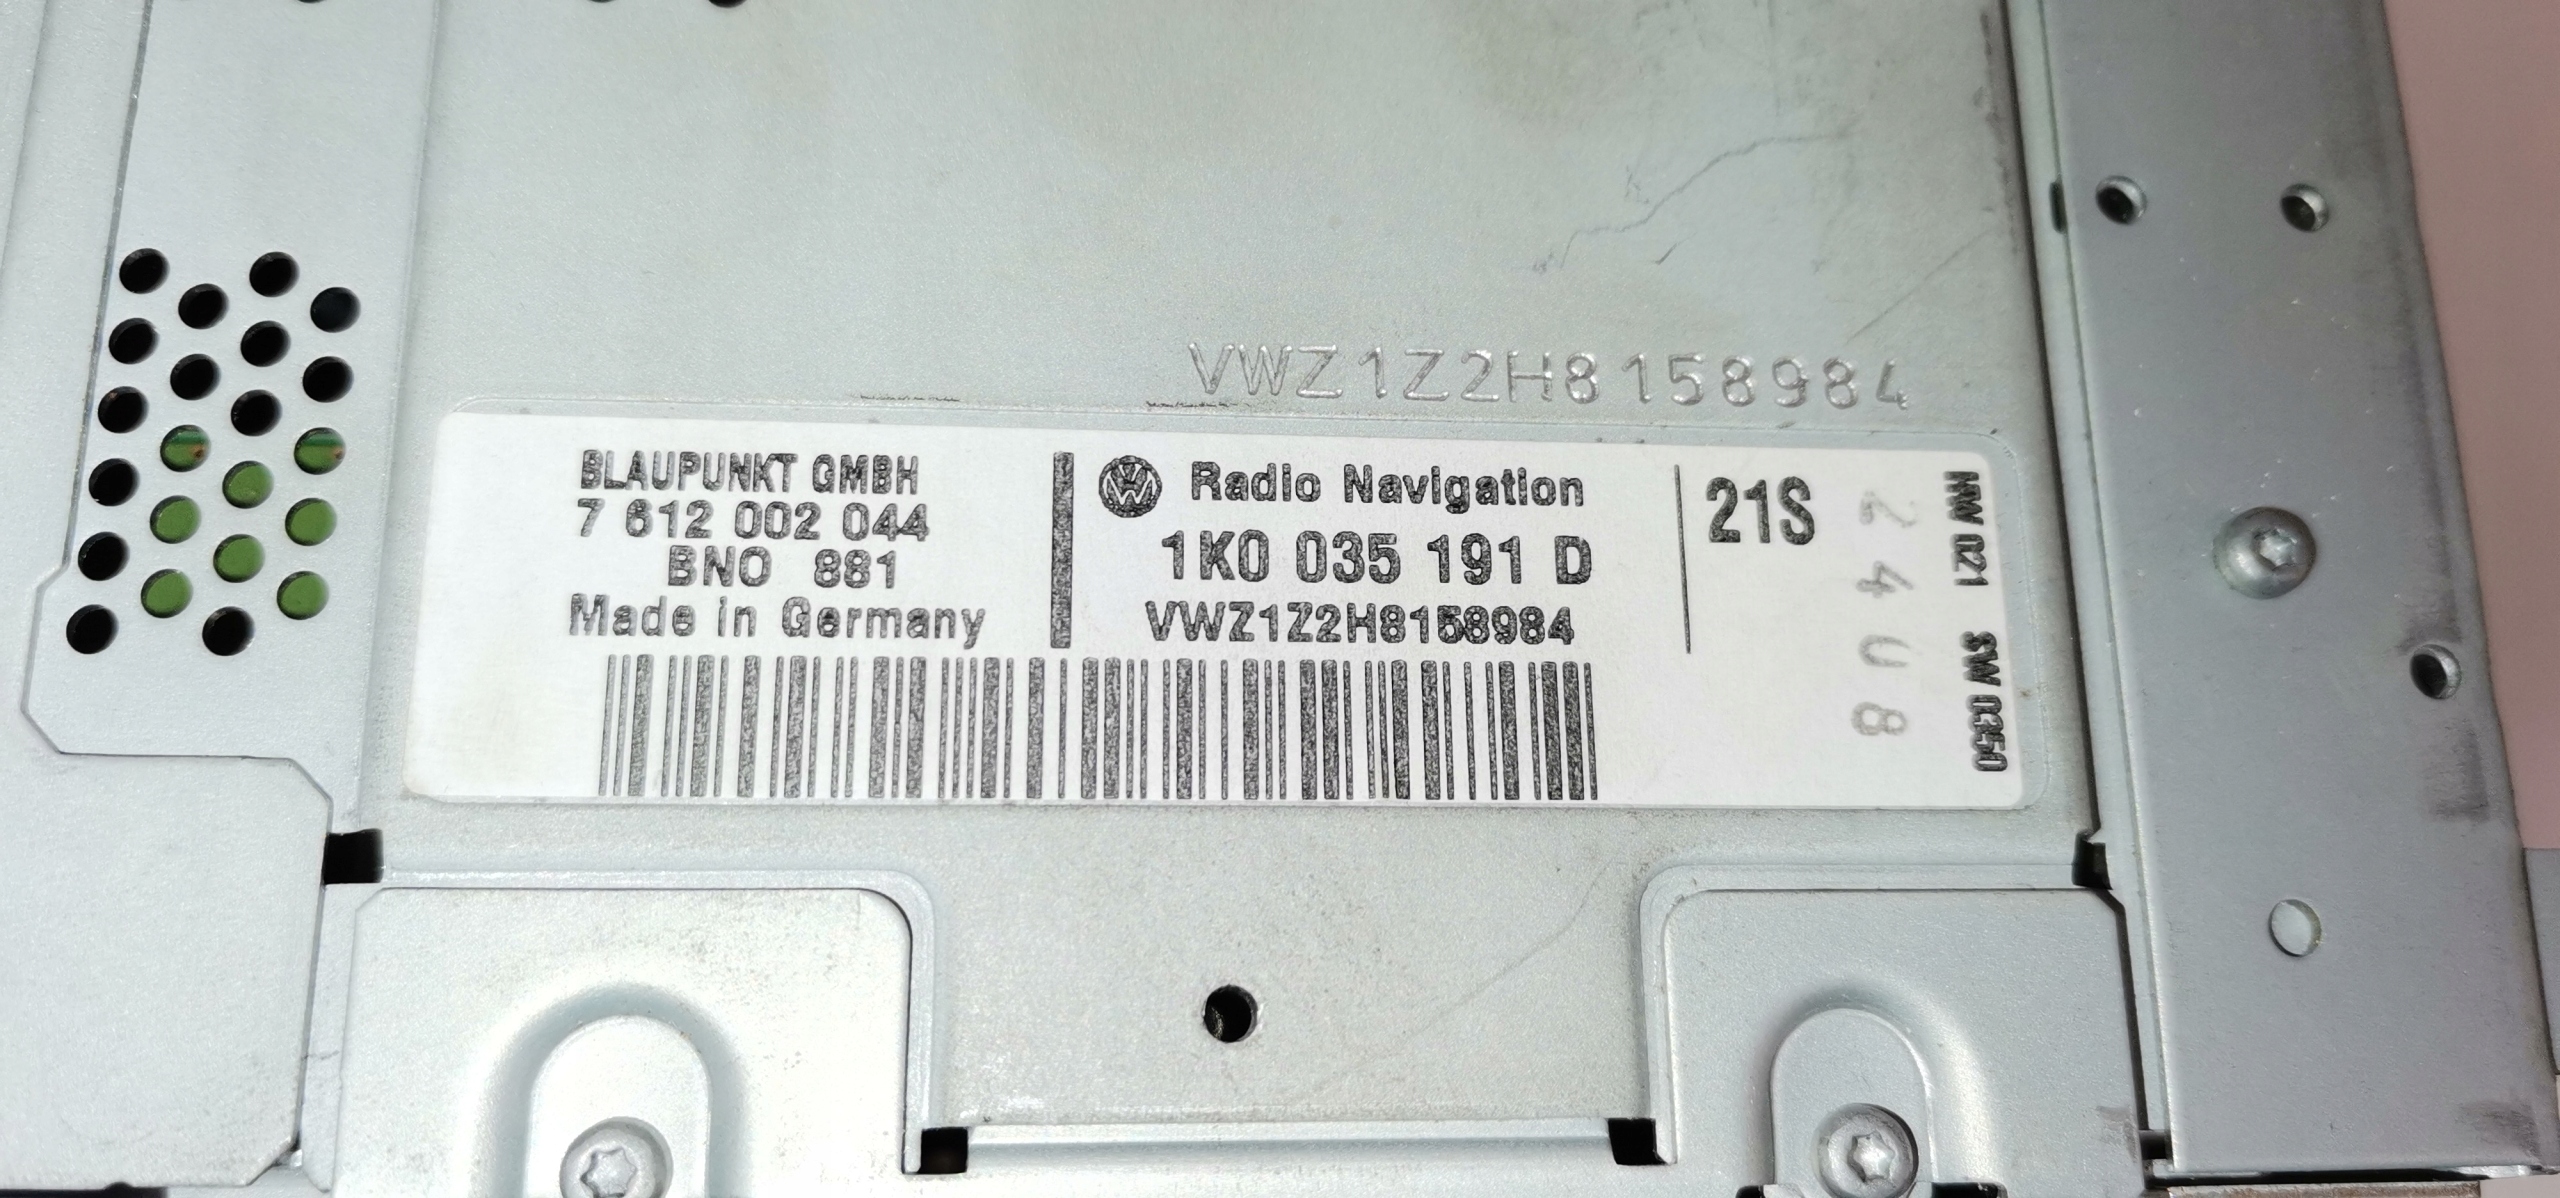 VWZ1Z2H8158984
BLAUPUNKT GMBH
7 612 002 044
BNO 881
Made in Germany
Radio Navigation
1K0 035 191 D
VWZ1Z2H8158984
21S
24U8
HW 021 SW 0350